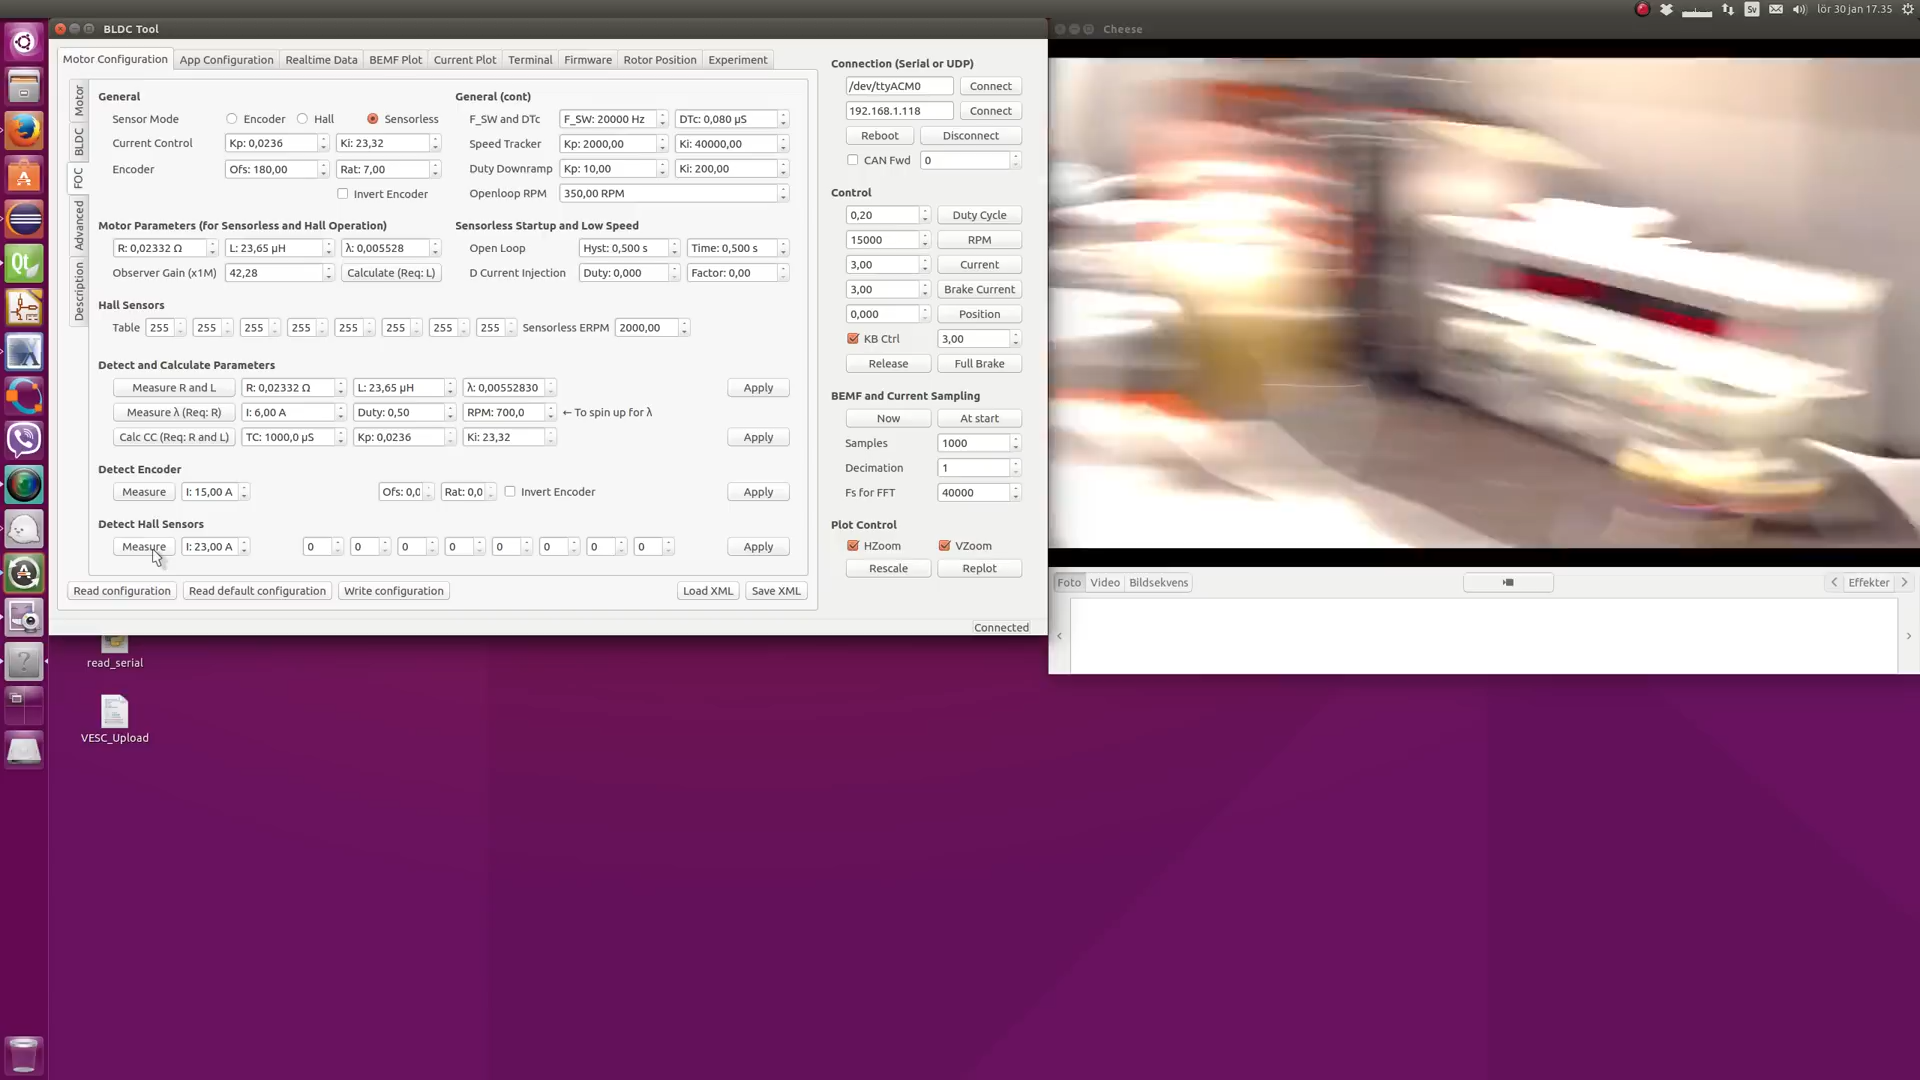 BLDC Tool
Cheese
Sv
lör 30 jan 17.35
Motor Configuration App Configuration Realtime Data BEMF Plot Current Plot Terminal Firmware Rotor Position Experiment
Motor
BLDC
FOC
Advanced
Description
General
Sensor Mode Encoder Hall Sensorless
Current Control Kp: 0,0236 Ki: 23,32
Encoder Ofs: 180,00 Rat: 7,00
Invert Encoder
General (cont)
F_SW and DTc F_SW: 20000 Hz DTc: 0,080 µS
Speed Tracker Kp: 2000,00 Ki: 40000,00
Duty Downramp Kp: 10,00 Ki: 200,00
Openloop RPM 350,00 RPM
Motor Parameters (for Sensorless and Hall Operation)
R: 0,02332 Ω L: 23,65 µH λ: 0,005528
Observer Gain (x1M) 42,28 Calculate (Req: L)
Sensorless Startup and Low Speed
Open Loop Hyst: 0,500 s Time: 0,500 s
D Current Injection Duty: 0,000 Factor: 0,00
Hall Sensors
Table 255 255 255 255 255 255 255 255 Sensorless ERPM 2000,00
Detect and Calculate Parameters
Measure R and L R: 0,02332 Ω L: 23,65 µH λ: 0,00552830 Apply
Measure λ (Req: R) I: 6,00 A Duty: 0,50 RPM: 700,0 ← To spin up for λ
Calc CC (Req: R and L) TC: 1000,0 µS Kp: 0,0236 Ki: 23,32 Apply
Detect Encoder
Measure I: 15,00 A Ofs: 0,0 Rat: 0,0 Invert Encoder Apply
Detect Hall Sensors
Measure I: 23,00 A 0 0 0 0 0 0 0 0 Apply
Read configuration Read default configuration Write configuration Load XML Save XML
Connection (Serial or UDP)
/dev/ttyACM0 Connect
192.168.1.118 Connect
Reboot Disconnect
CAN Fwd 0
Control
0,20 Duty Cycle
15000 RPM
3,00 Current
3,00 Brake Current
0,000 Position
KB Ctrl 3,00
Release Full Brake
BEMF and Current Sampling
Now At start
Samples 1000
Decimation 1
Fs for FFT 40000
Plot Control
HZoom VZoom
Rescale Replot
Connected
Foto Video Bildsekvens Effekter
read_serial
VESC_Upload
Qt